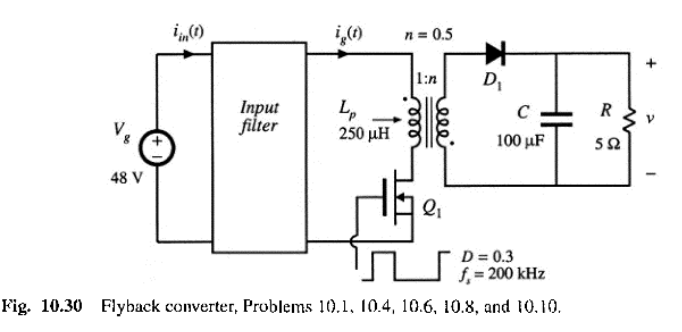 i_in(t)
i_g(t)
n = 0.5
1:n
D₁
+
V_g
+
−
48 V
Input
filter
L_p
250 µH
C
100 µF
R
5 Ω
v
−
Q₁
D = 0.3
f_s = 200 kHz
Fig. 10.30 Flyback converter, Problems 10.1, 10.4, 10.6, 10.8, and 10.10.